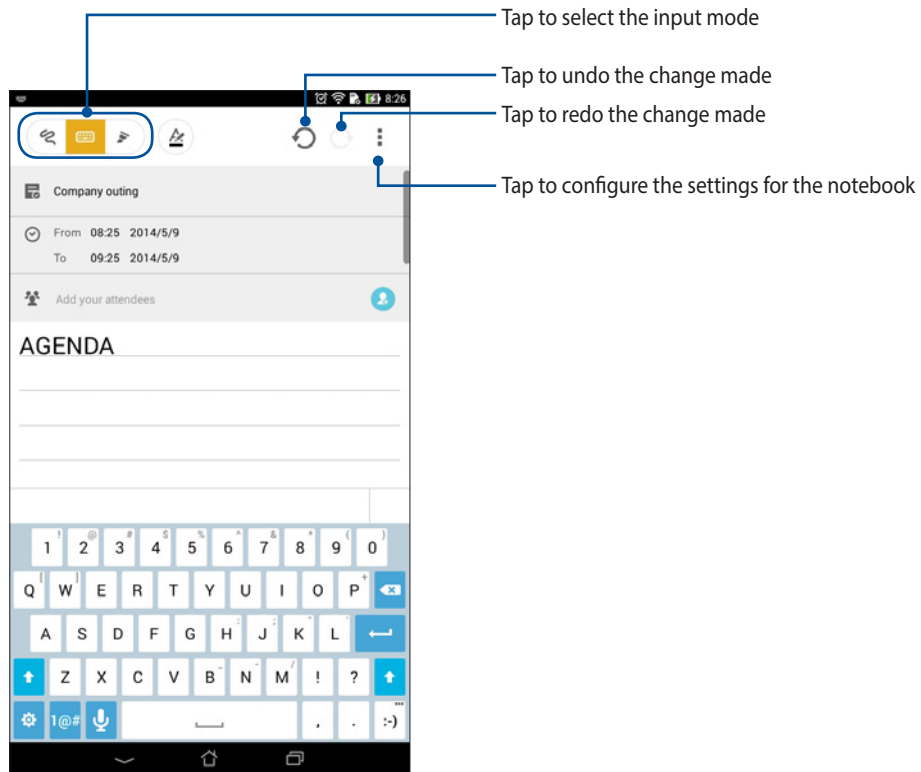 Tap to select the input mode
Tap to undo the change made
8:26
Tap to redo the change made
Tap to configure the settings for the notebook
Company outing
From 08:25 2014/5/9
To 09:25 2014/5/9
Add your attendees
AGENDA
! @ # $ % ^ & * ( )
1 2 3 4 5 6 7 8 9 0
[ ] +
Q W E R T Y U I O P
A S D F G H J K L
Z X C V B N M ! ?
1@# , . :-)